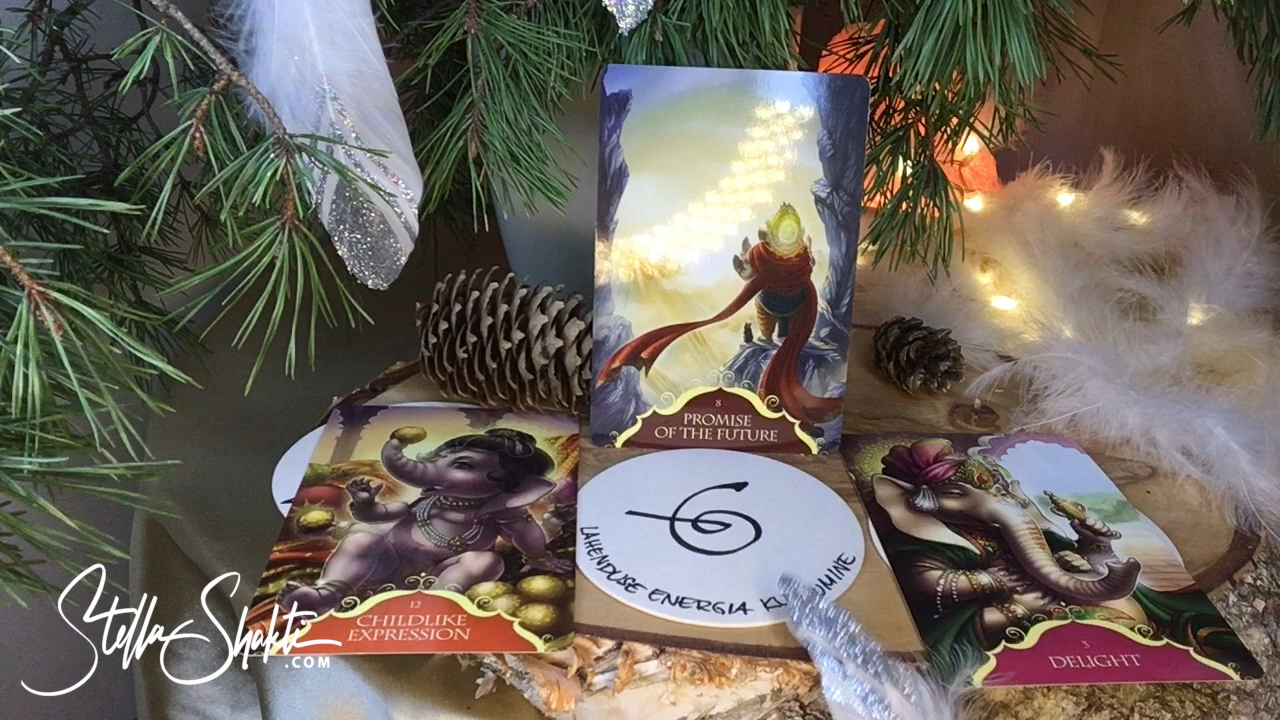 8
PROMISE
OF THE FUTURE
12
CHILDLIKE
EXPRESSION
LAHENDUSE ENERGIA
3
DELIGHT
Stella Shakti
.COM